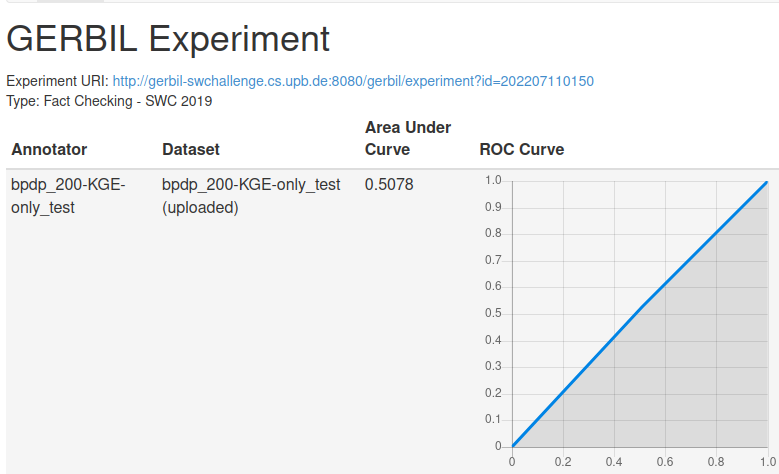 GERBIL Experiment
Experiment URI: http://gerbil-swchallenge.cs.upb.de:8080/gerbil/experiment?id=202207110150
Type: Fact Checking - SWC 2019
Annotator Dataset Area Under Curve ROC Curve
bpdp_200-KGE- bpdp_200-KGE-only_test 0.5078
only_test (uploaded)
1.0
0.9
0.8
0.7
0.6
0.5
0.4
0.3
0.2
0.1
0
0 0.2 0.4 0.6 0.8 1.0